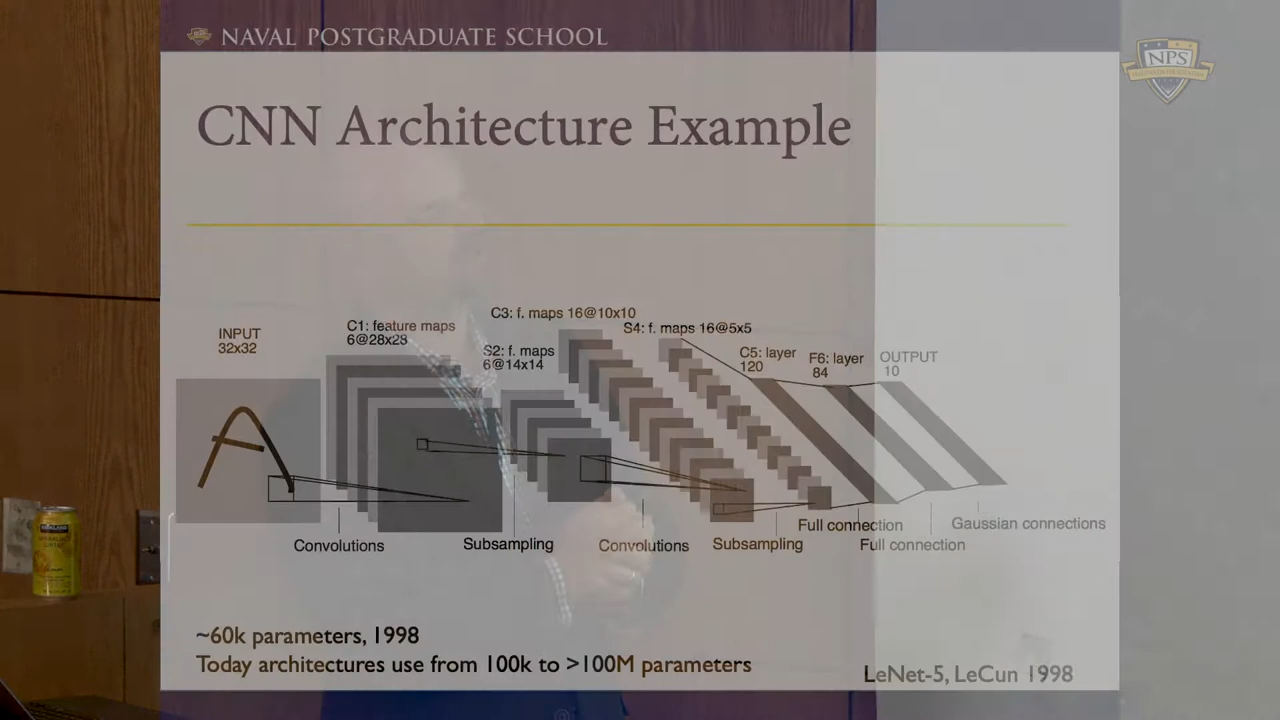 NAVAL POSTGRADUATE SCHOOL
NPS
CNN Architecture Example
INPUT
32x32
C1: feature maps
6@28x28
S2: f. maps
6@14x14
C3: f. maps 16@10x10
S4: f. maps 16@5x5
C5: layer
120
F6: layer
84
OUTPUT
10
A
Convolutions
Subsampling
Convolutions
Subsampling
Full connection
Full connection
Gaussian connections
~60k parameters, 1998
Today architectures use from 100k to >100M parameters
LeNet-5, LeCun 1998
KIRKLAND